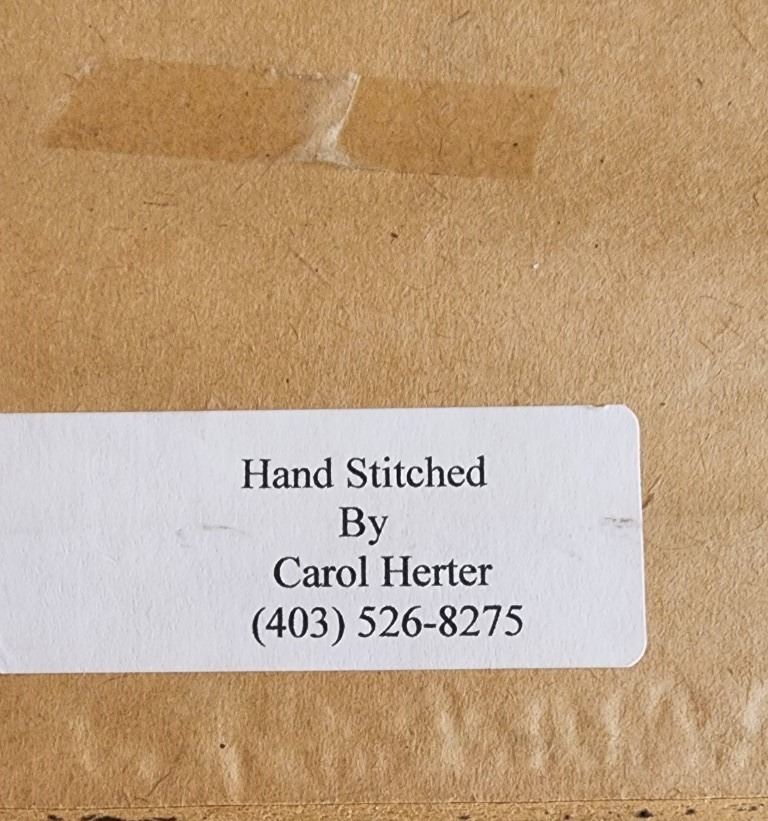 Hand Stitched
By
Carol Herter
(403) 526-8275